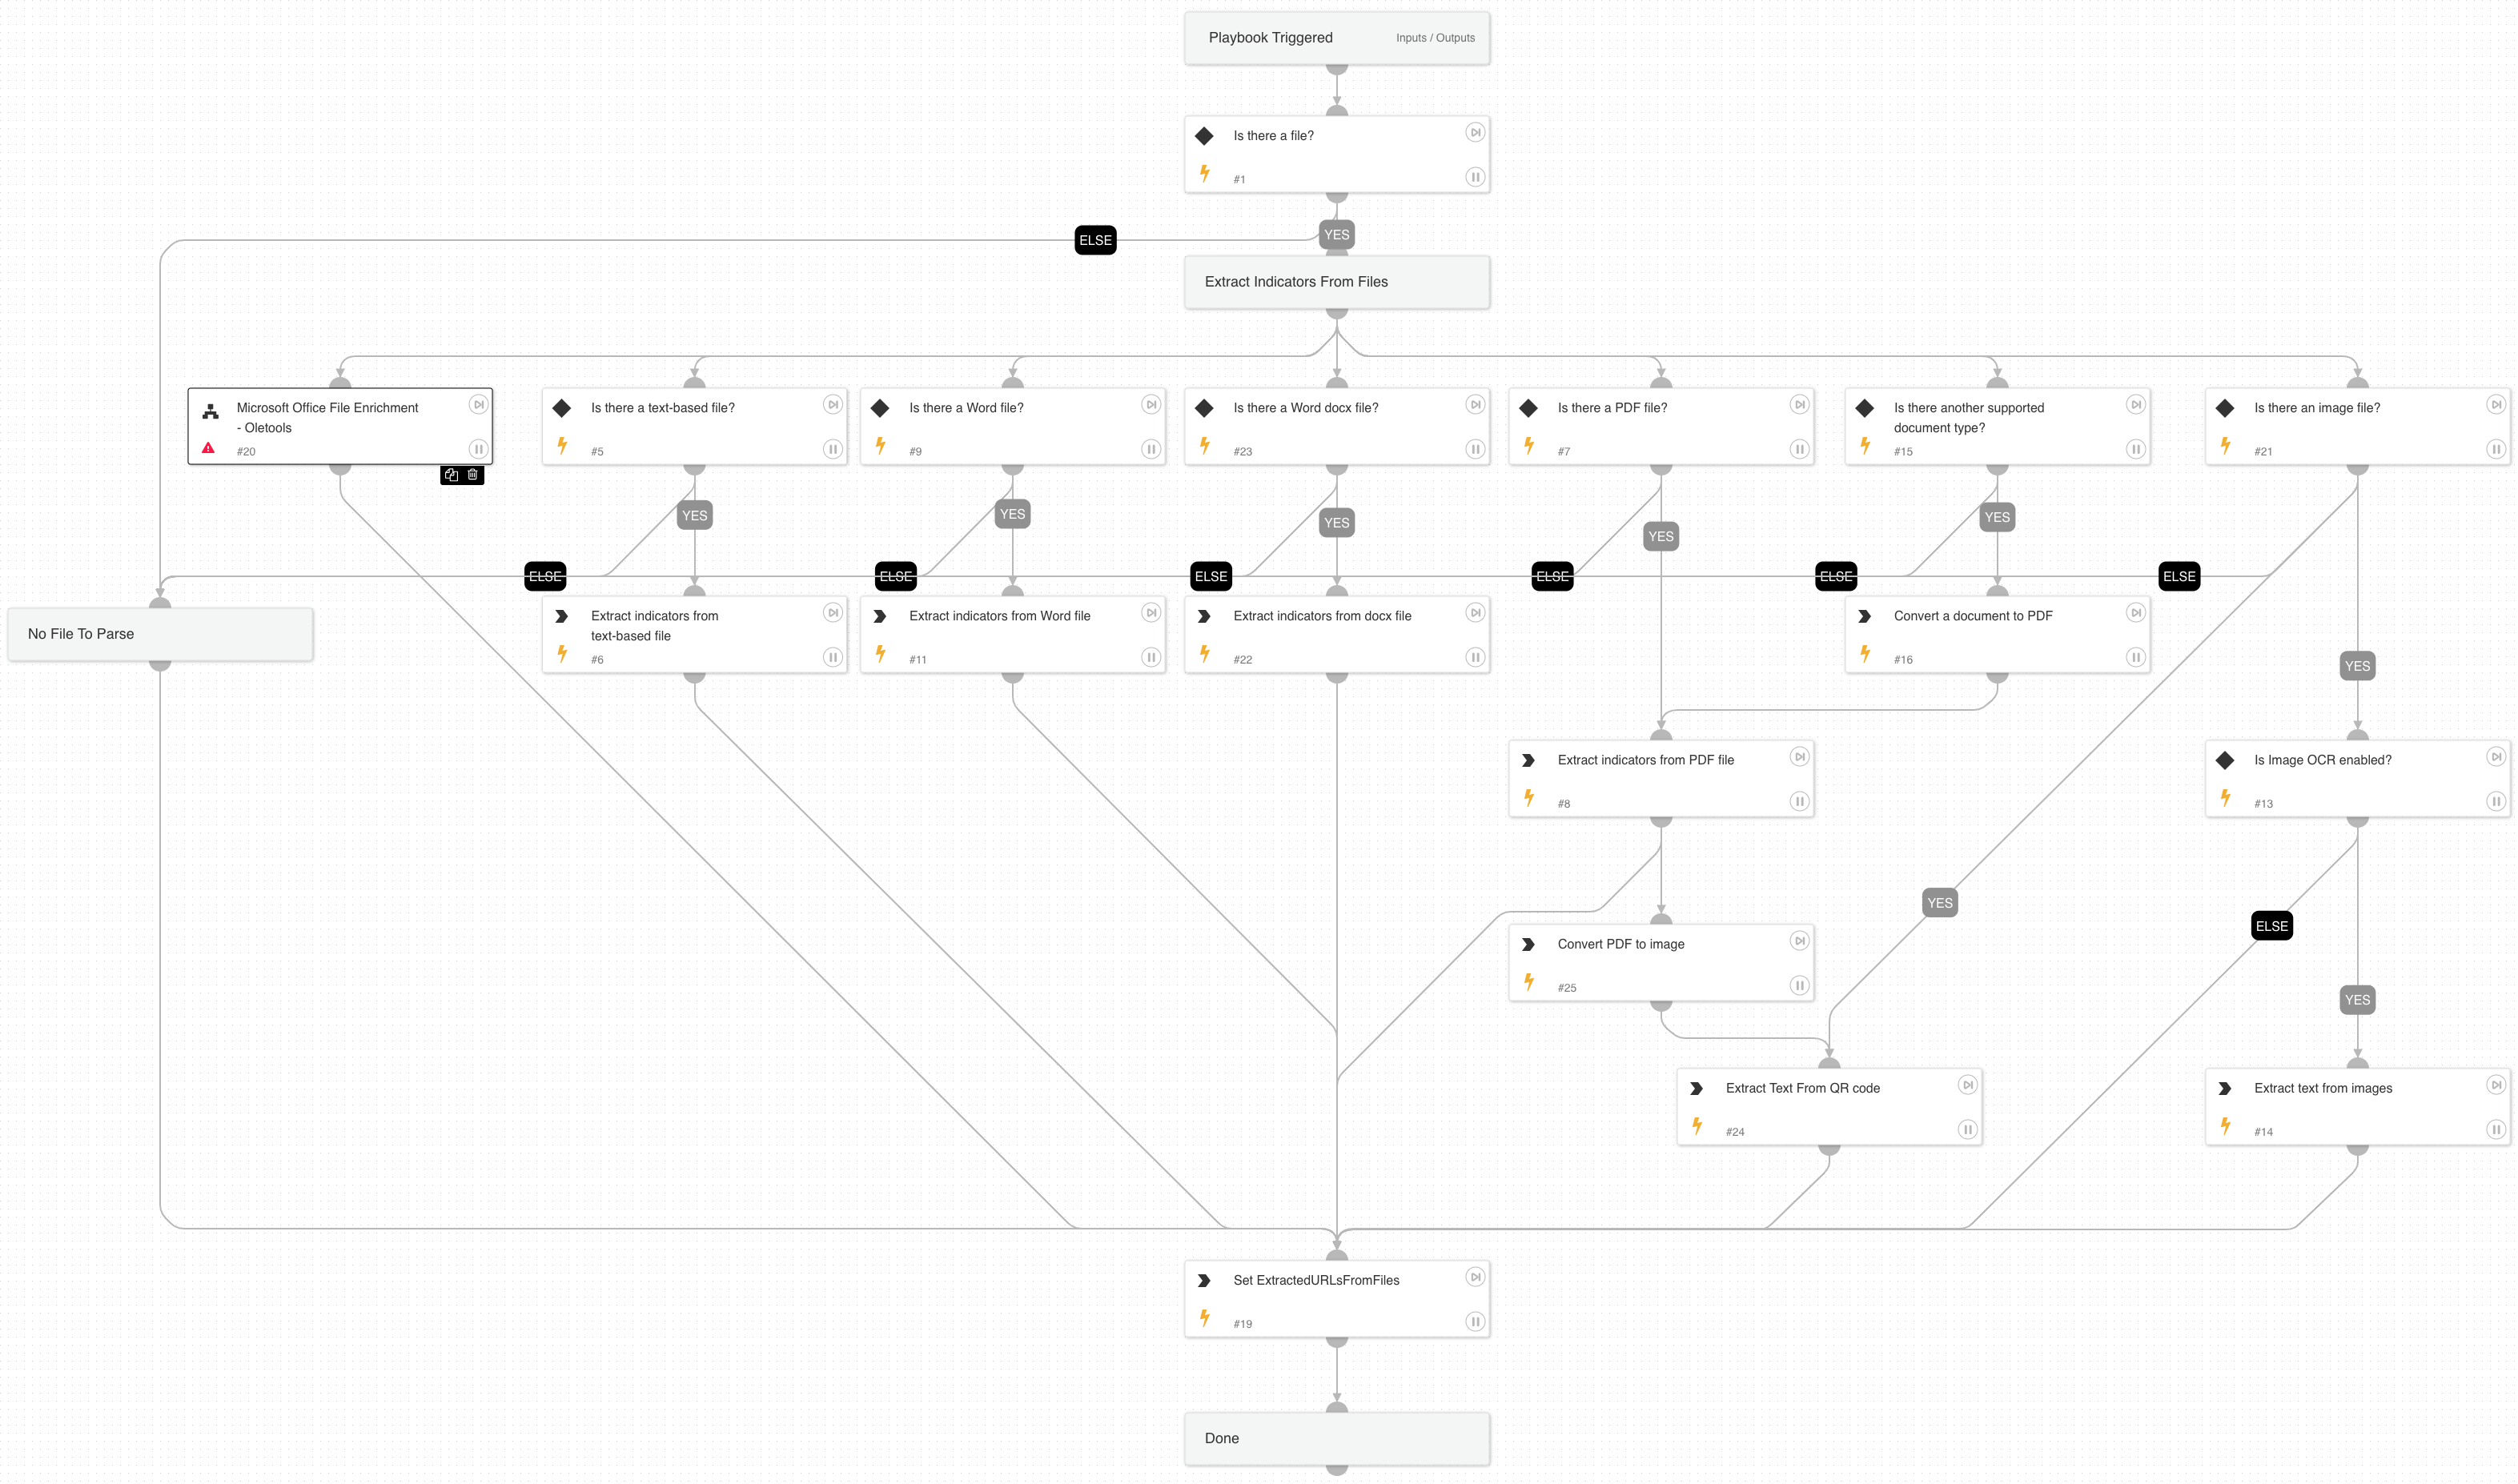 Playbook Triggered
Inputs / Outputs
Is there a file?
#1
ELSE
YES
Extract Indicators From Files
Microsoft Office File Enrichment
- Oletools
#20
Is there a text-based file?
#5
Is there a Word file?
#9
Is there a Word docx file?
#23
Is there a PDF file?
#7
Is there another supported
document type?
#15
Is there an image file?
#21
YES
YES
YES
YES
YES
ELSE
ELSE
ELSE
ELSE
ELSE
ELSE
No File To Parse
Extract indicators from
text-based file
#6
Extract indicators from Word file
#11
Extract indicators from docx file
#22
Convert a document to PDF
#16
YES
Extract indicators from PDF file
#8
Is Image OCR enabled?
#13
YES
ELSE
Convert PDF to image
#25
YES
Extract Text From QR code
#24
Extract text from images
#14
Set ExtractedURLsFromFiles
#19
Done